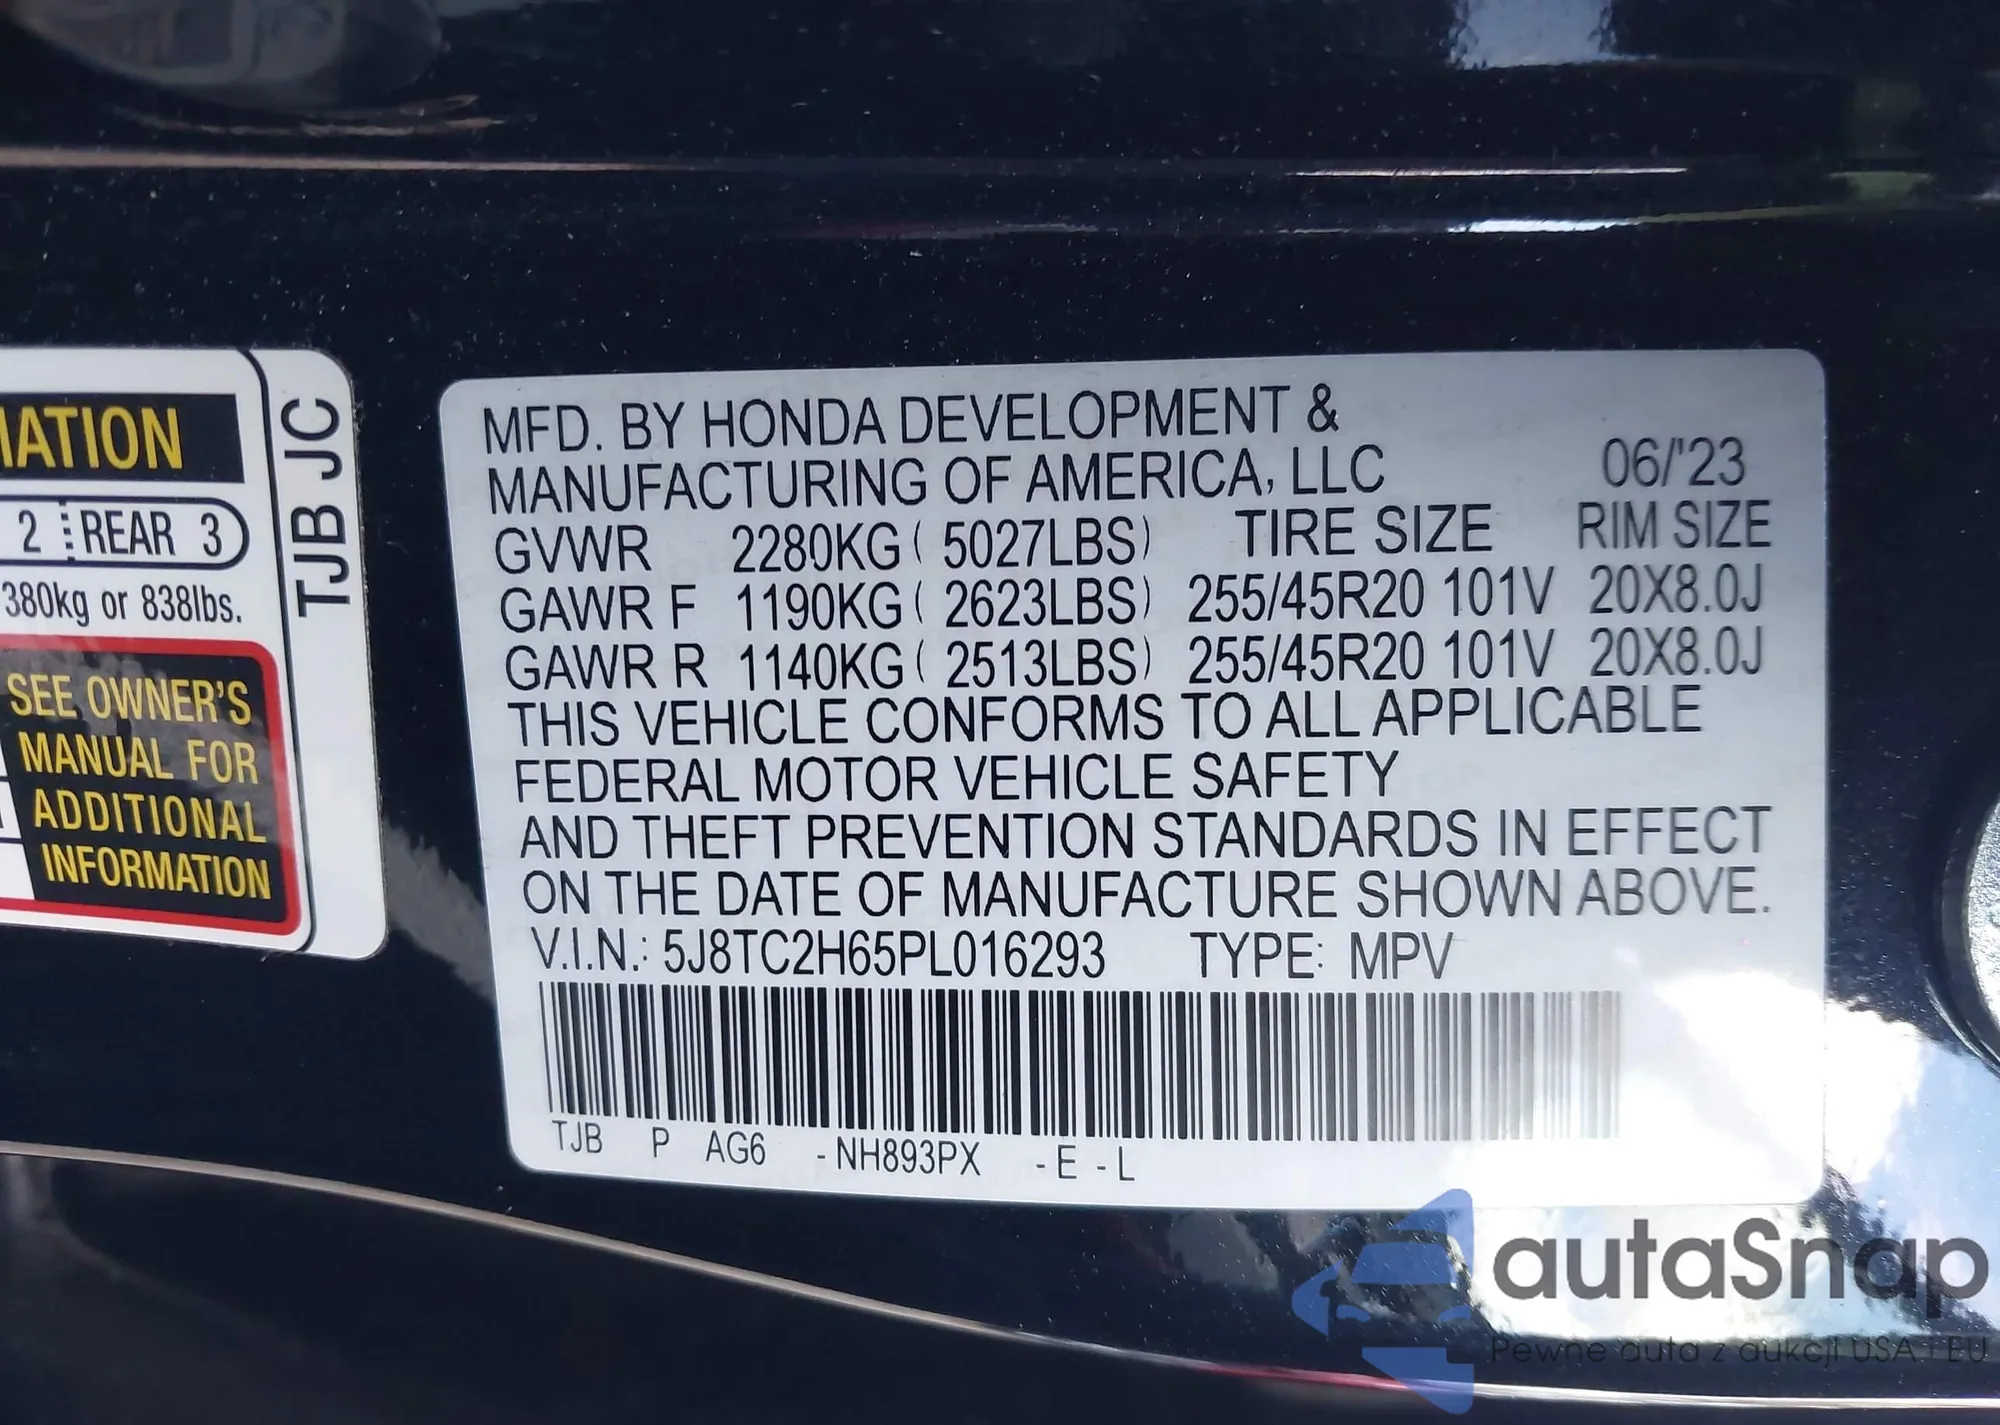 IATION
2 REAR 3
380kg or 838lbs.
SEE OWNER'S
MANUAL FOR
ADDITIONAL
INFORMATION
TJB JC
MFD. BY HONDA DEVELOPMENT &
MANUFACTURING OF AMERICA, LLC 06/'23
GVWR 2280KG ( 5027LBS) TIRE SIZE RIM SIZE
GAWR F 1190KG ( 2623LBS) 255/45R20 101V 20X8.0J
GAWR R 1140KG ( 2513LBS) 255/45R20 101V 20X8.0J
THIS VEHICLE CONFORMS TO ALL APPLICABLE
FEDERAL MOTOR VEHICLE SAFETY
AND THEFT PREVENTION STANDARDS IN EFFECT
ON THE DATE OF MANUFACTURE SHOWN ABOVE.
V.I.N.: 5J8TC2H65PL016293 TYPE: MPV
TJB P AG6 -NH893PX -E -L
autaSnap
Pewne auta z aukcji USA i EU